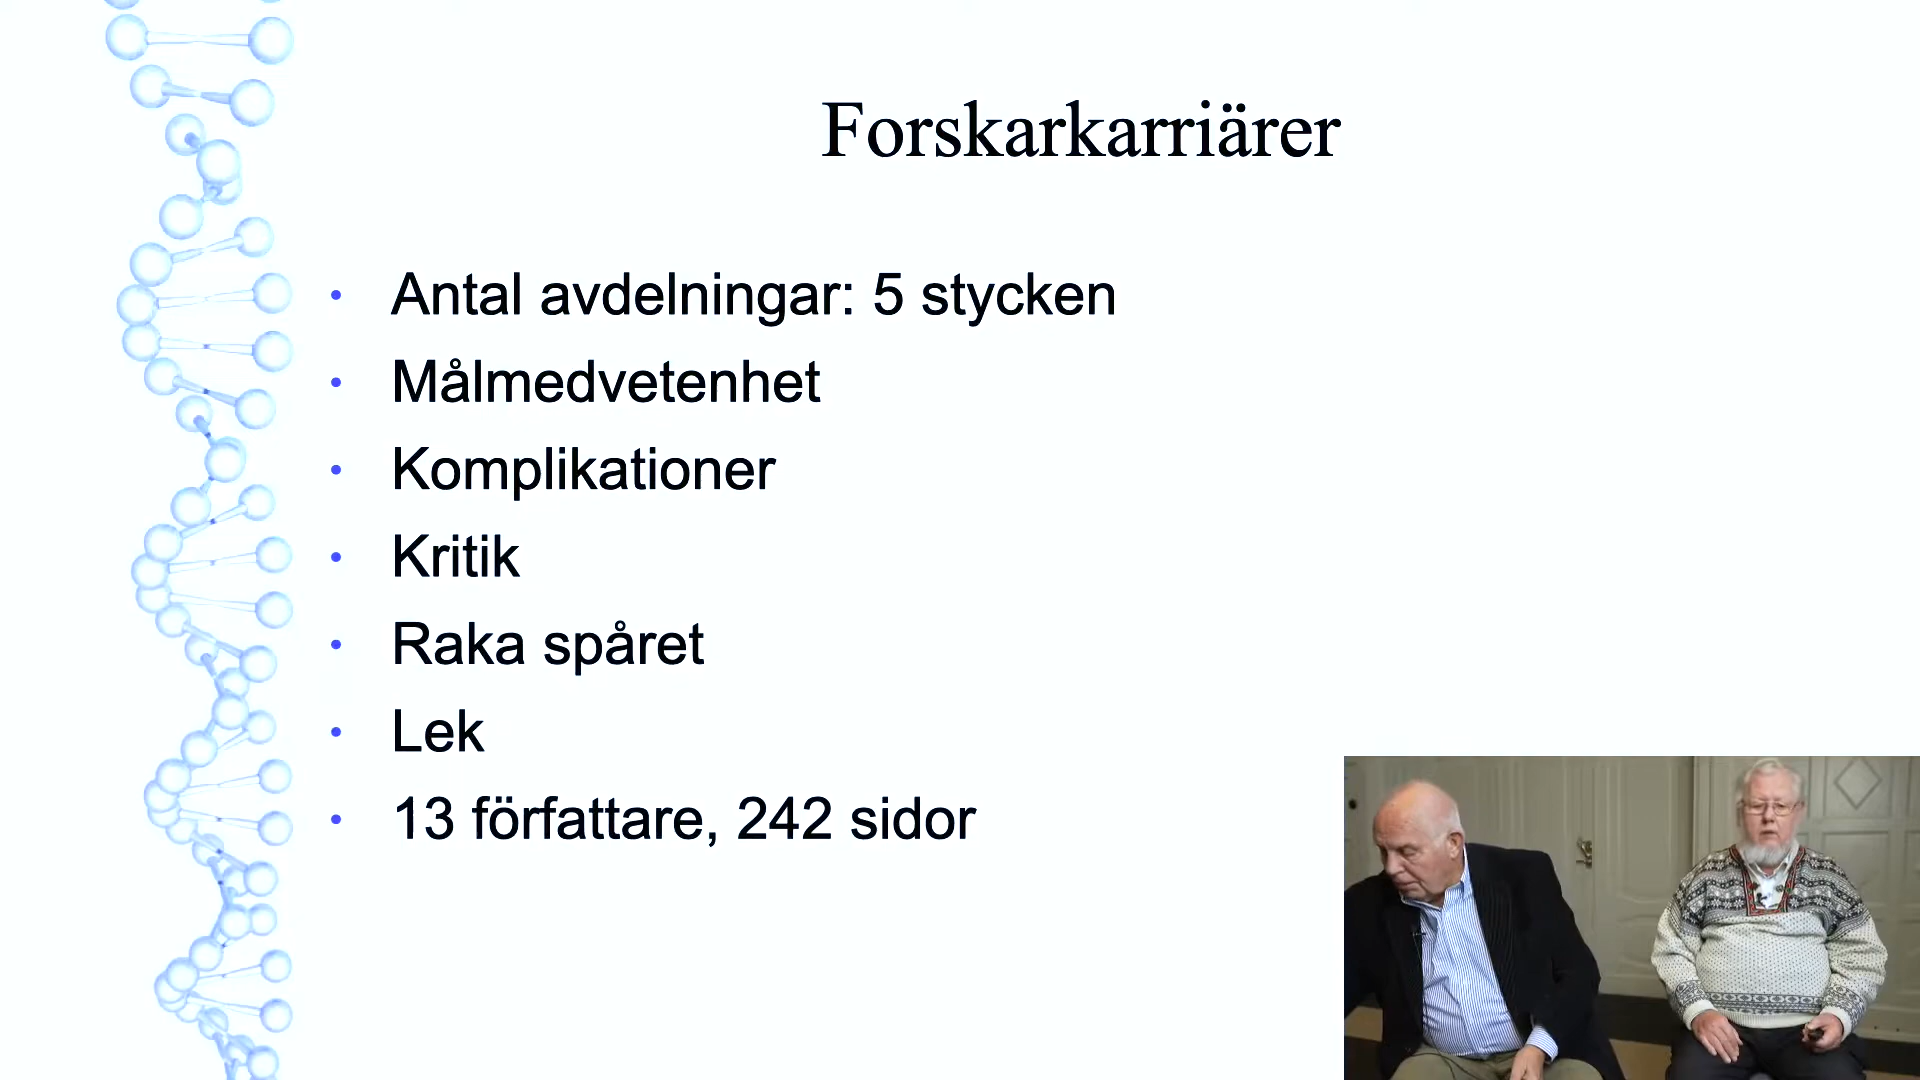 Forskarkarriärer
• Antal avdelningar: 5 stycken
• Målmedvetenhet
• Komplikationer
• Kritik
• Raka spåret
• Lek
• 13 författare, 242 sidor